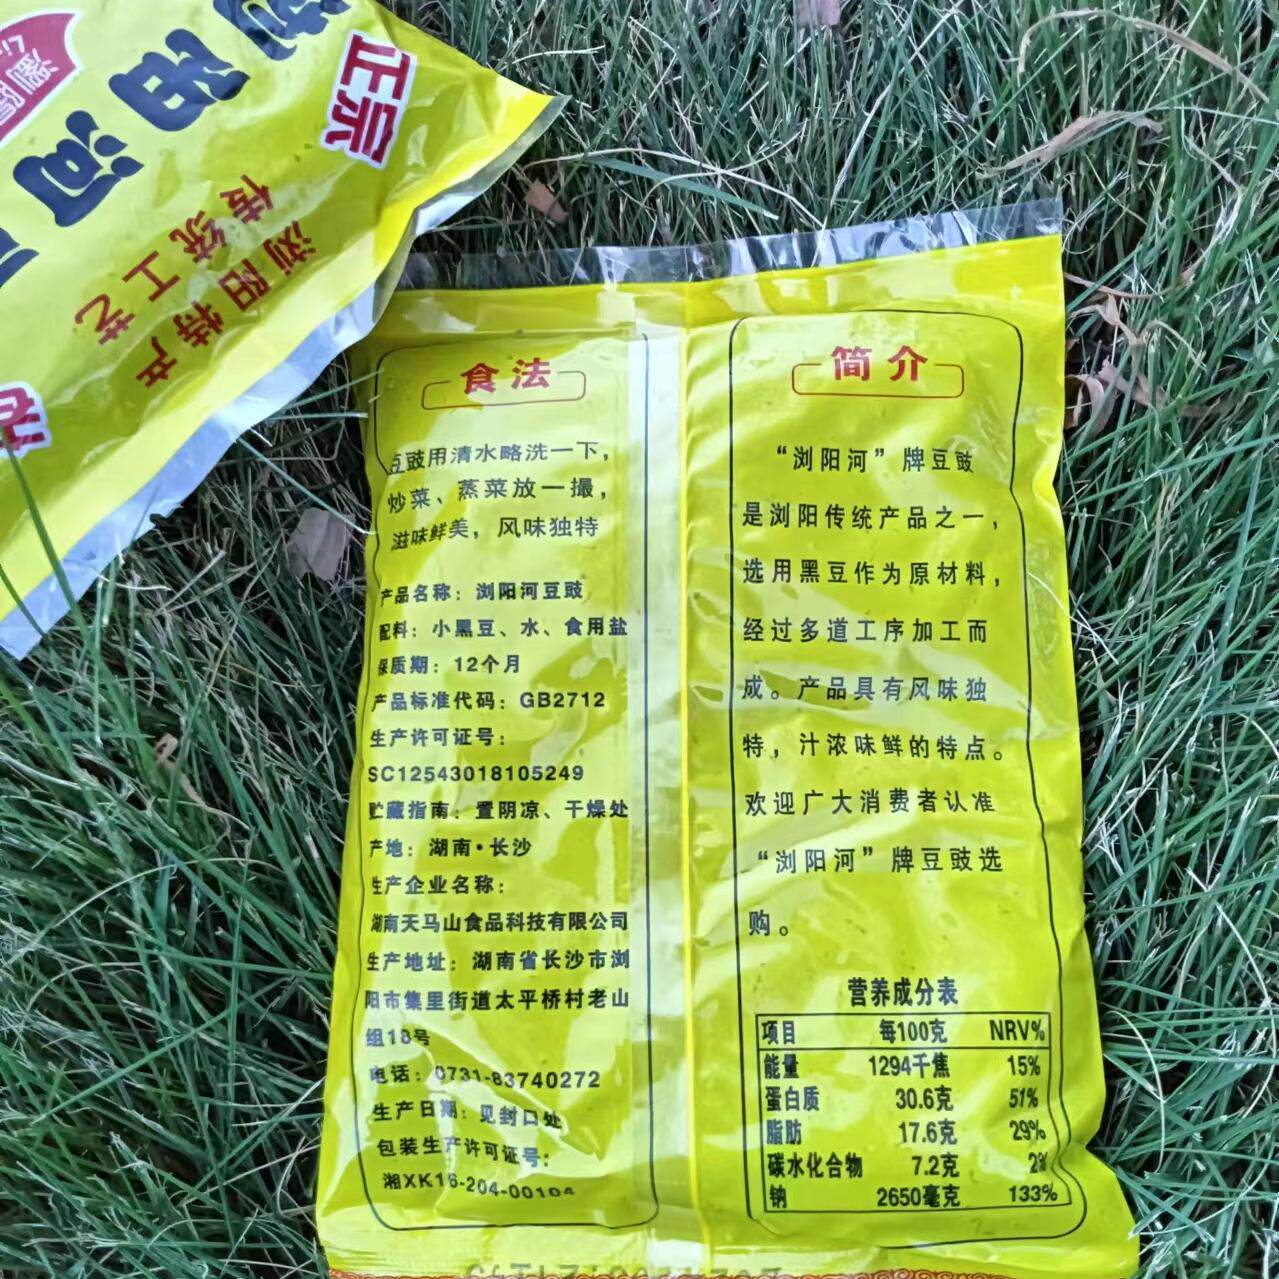 正宗
浏阳河
浏阳特产
传统工艺
食法
豆豉用清水略洗一下，
炒菜、蒸菜放一撮，
滋味鲜美，风味独特
产品名称：浏阳河豆豉
配料：小黑豆、水、食用盐
保质期：12个月
产品标准代码：GB2712
生产许可证号：
SC12543018105249
贮藏指南：置阴凉、干燥处
产地：湖南·长沙
生产企业名称：
湖南天马山食品科技有限公司
生产地址：湖南省长沙市浏
阳市集里街道太平桥村老山
组18号
电话：0731-83740272
生产日期：见封口处
包装生产许可证号：
湘XK16-204-00104
简介
“浏阳河”牌豆豉
是浏阳传统产品之一，
选用黑豆作为原材料，
经过多道工序加工而
成。产品具有风味独
特，汁浓味鲜的特点。
欢迎广大消费者认准
“浏阳河”牌豆豉选
购。
营养成分表
项目 每100克 NRV%
能量 1294千焦 15%
蛋白质 30.6克 51%
脂肪 17.6克 29%
碳水化合物 7.2克 2%
钠 2650毫克 133%